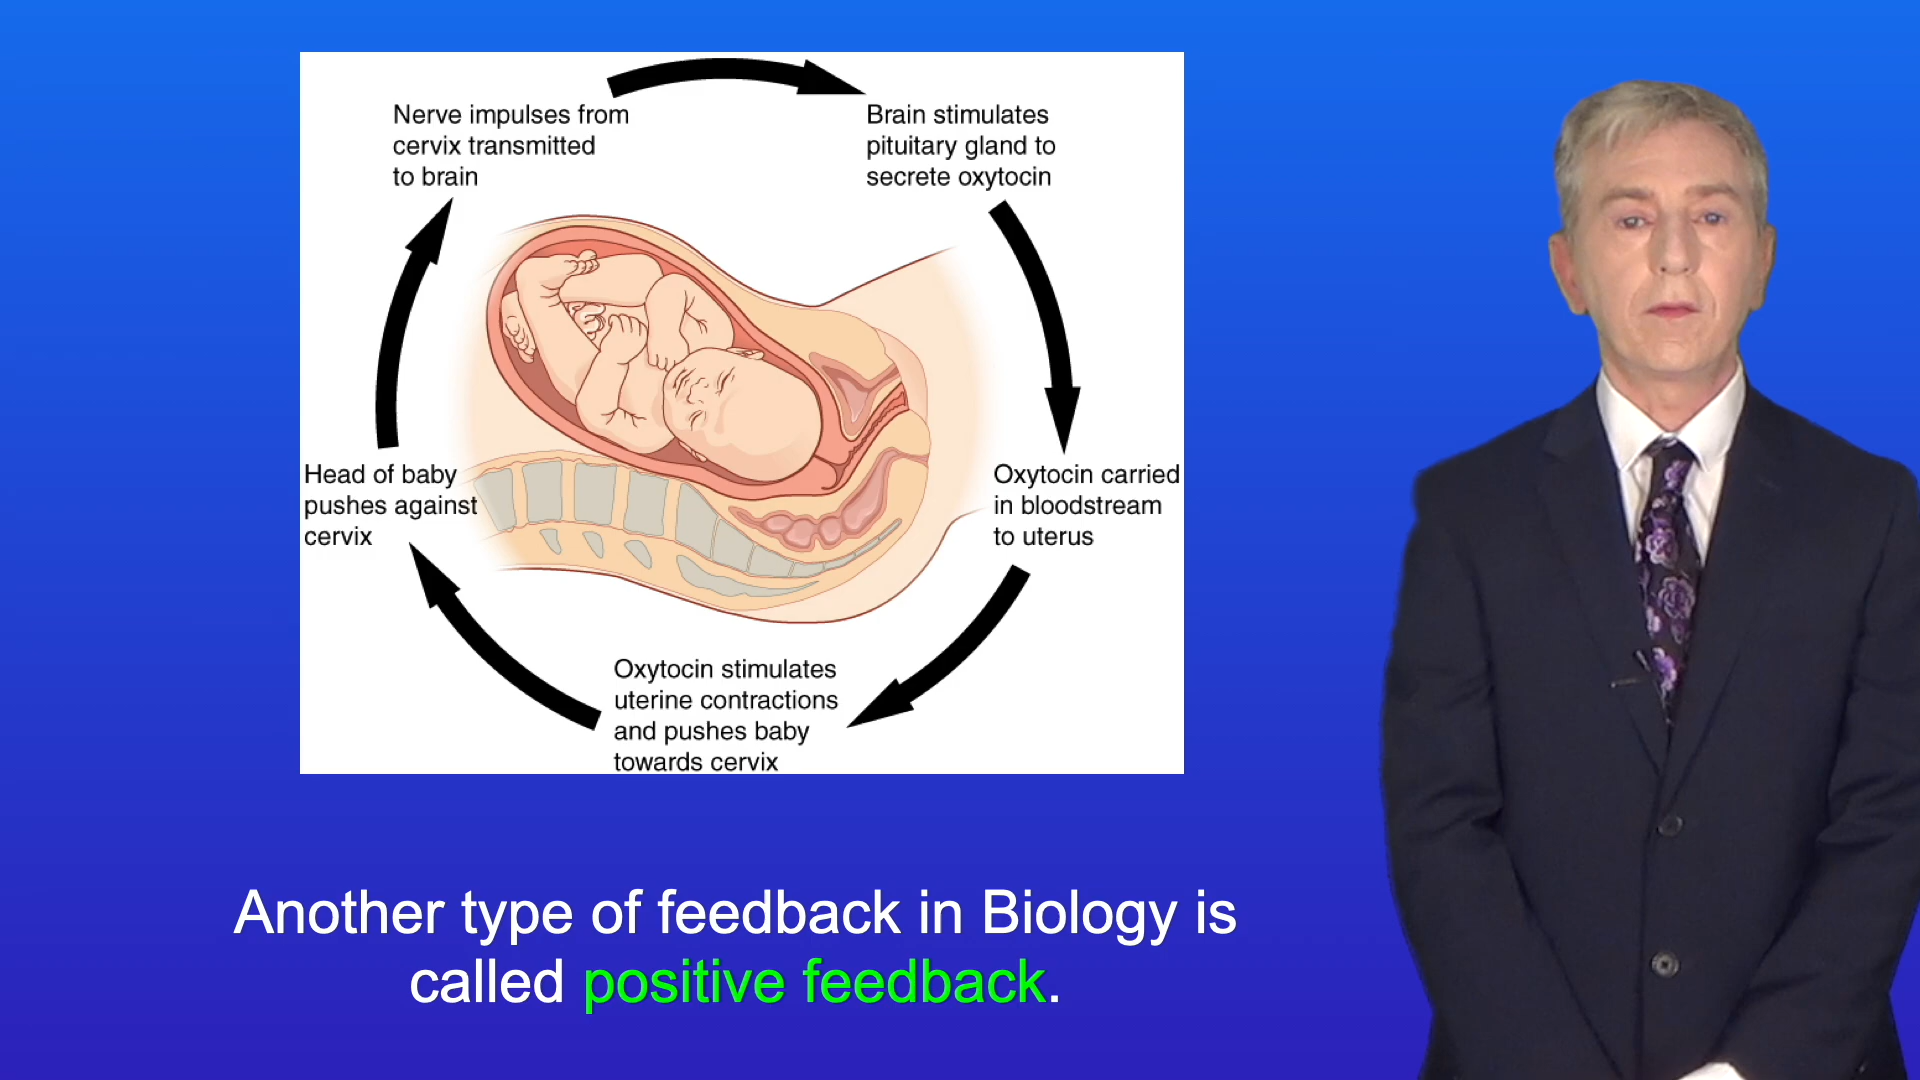 Nerve impulses from
cervix transmitted
to brain
Brain stimulates
pituitary gland to
secrete oxytocin
Head of baby
pushes against
cervix
Oxytocin carried
in bloodstream
to uterus
Oxytocin stimulates
uterine contractions
and pushes baby
towards cervix
Another type of feedback in Biology is
called positive feedback.